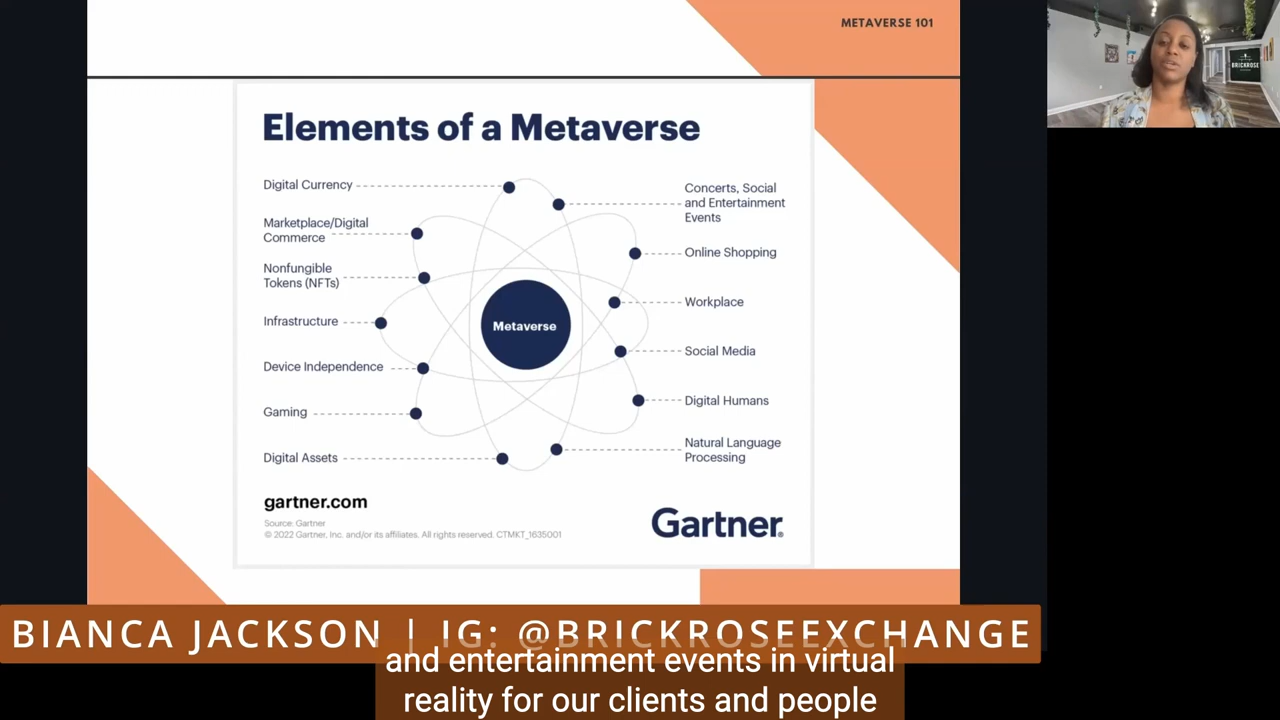 METAVERSE 101
BRICKROSE
Elements of a Metaverse
Digital Currency
Marketplace/Digital
Commerce
Nonfungible
Tokens (NFTs)
Infrastructure
Device Independence
Gaming
Digital Assets
Metaverse
Concerts, Social
and Entertainment
Events
Online Shopping
Workplace
Social Media
Digital Humans
Natural Language
Processing
gartner.com
Source: Gartner
© 2022 Gartner, Inc. and/or its affiliates. All rights reserved. CTMKT_1635001
Gartner®
BIANCA JACKSON | IG: @BRICKROSEEXCHANGE
and entertainment events in virtual
reality for our clients and people